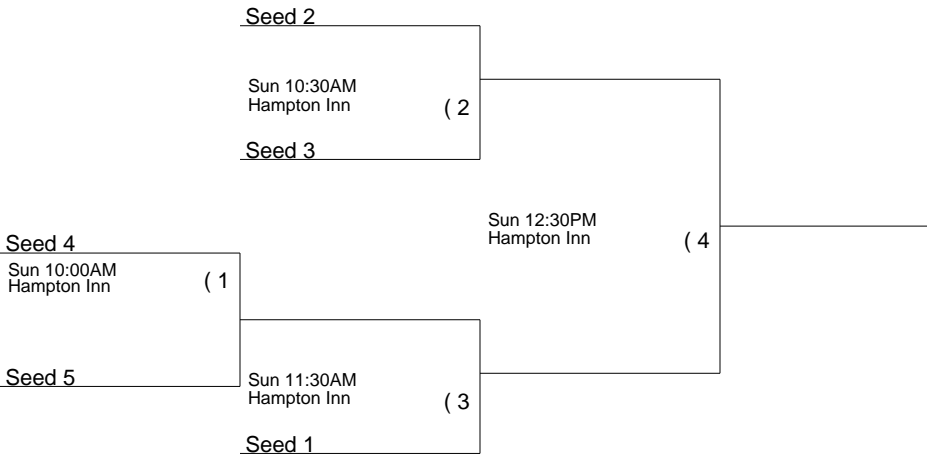 Seed 2
Sun 10:30AM
Hampton Inn
( 2
Seed 3
Sun 12:30PM
Hampton Inn
( 4
Seed 4
Sun 10:00AM
Hampton Inn
( 1
Seed 5
Sun 11:30AM
Hampton Inn
( 3
Seed 1